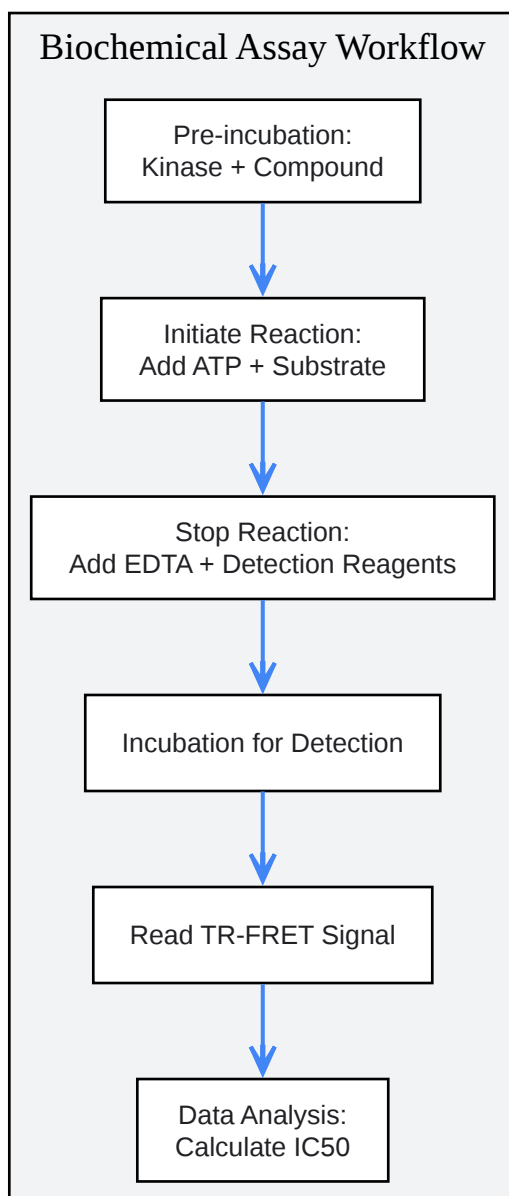 Biochemical Assay Workflow
Pre-incubation:
Kinase + Compound
Initiate Reaction:
Add ATP + Substrate
Stop Reaction:
Add EDTA + Detection Reagents
Incubation for Detection
Read TR-FRET Signal
Data Analysis:
Calculate IC50